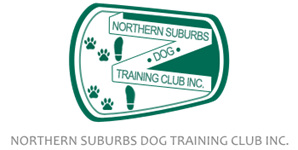 NORTHERN SUBURBS
· DOG ·
TRAINING CLUB INC.
NORTHERN SUBURBS DOG TRAINING CLUB INC.